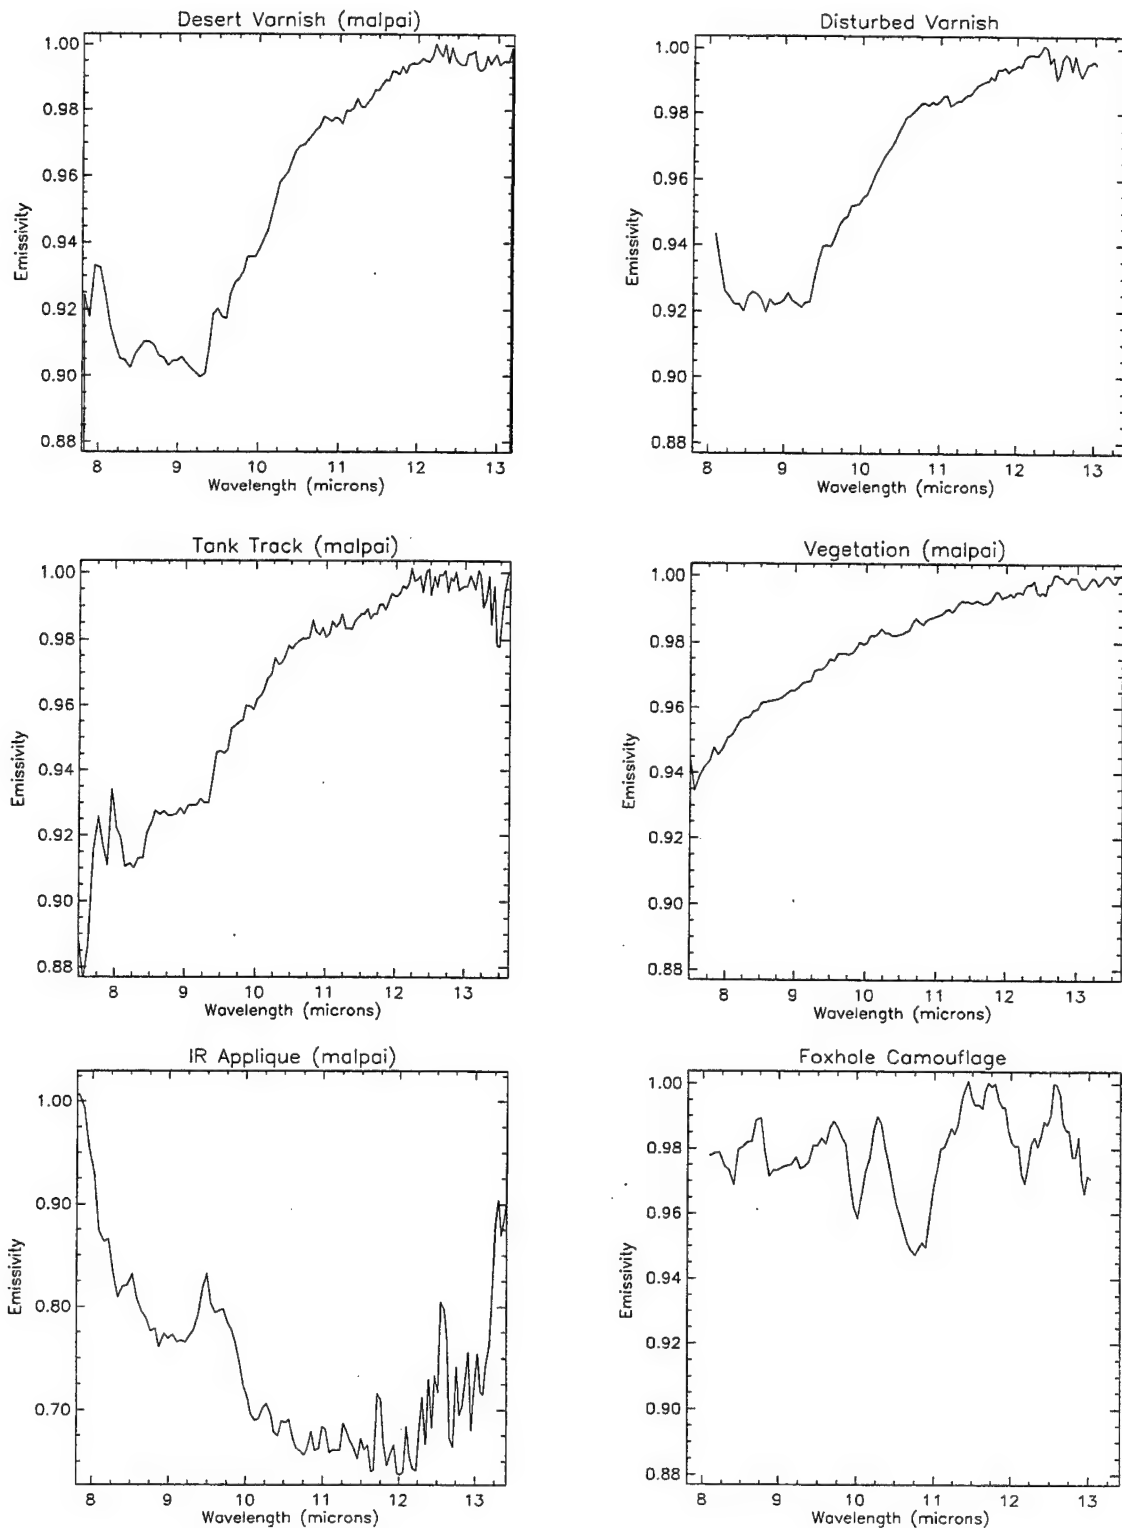 Desert Varnish (malpai)
1.00
0.98
0.96
0.94
0.92
0.90
0.88
Emissivity
8 9 10 11 12 13
Wavelength (microns)
Disturbed Varnish
1.00
0.98
0.96
0.94
0.92
0.90
0.88
Emissivity
8 9 10 11 12 13
Wavelength (microns)
Tank Track (malpai)
1.00
0.98
0.96
0.94
0.92
0.90
0.88
Emissivity
8 9 10 11 12 13
Wavelength (microns)
Vegetation (malpai)
1.00
0.98
0.96
0.94
0.92
0.90
0.88
Emissivity
8 9 10 11 12 13
Wavelength (microns)
IR Applique (malpai)
1.00
0.90
0.80
0.70
Emissivity
8 9 10 11 12 13
Wavelength (microns)
Foxhole Camouflage
1.00
0.98
0.96
0.94
0.92
0.90
0.88
Emissivity
8 9 10 11 12 13
Wavelength (microns)